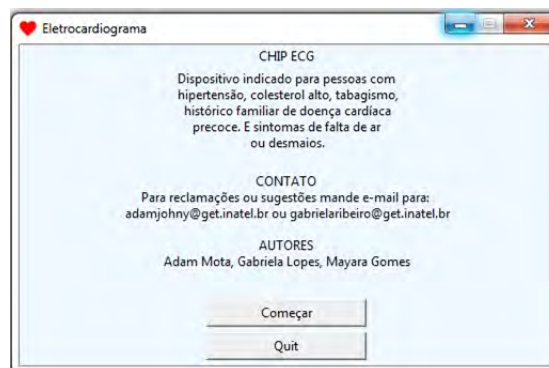 Eletrocardiograma
CHIP ECG
Dispositivo indicado para pessoas com
hipertensão, colesterol alto, tabagismo,
histórico familiar de doença cardíaca
precoce. E sintomas de falta de ar
ou desmaios.
CONTATO
Para reclamações ou sugestões mande e-mail para:
adamjohny@get.inatel.br ou gabrielaribeiro@get.inatel.br
AUTORES
Adam Mota, Gabriela Lopes, Mayara Gomes
Começar
Quit